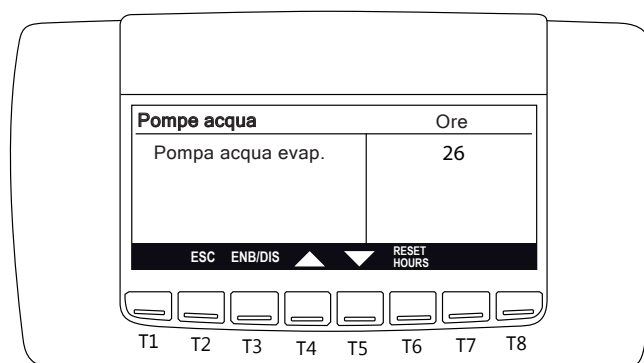 Pompe acqua Ore
Pompa acqua evap. 26
ESC ENB/DIS RESET
HOURS
T1 T2 T3 T4 T5 T6 T7 T8